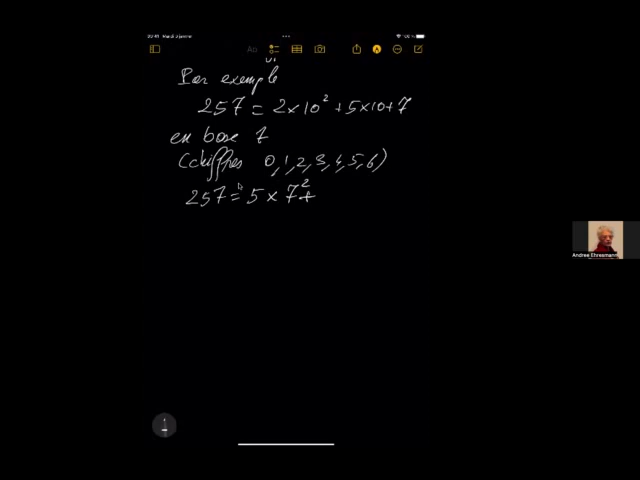 Par exemple
257 = 2 x 10² + 5 x 10 + 7
en base 7
(chiffres 0, 1, 2, 3, 4, 5, 6)
257 = 5 x 7² +
Andree Ehresmann